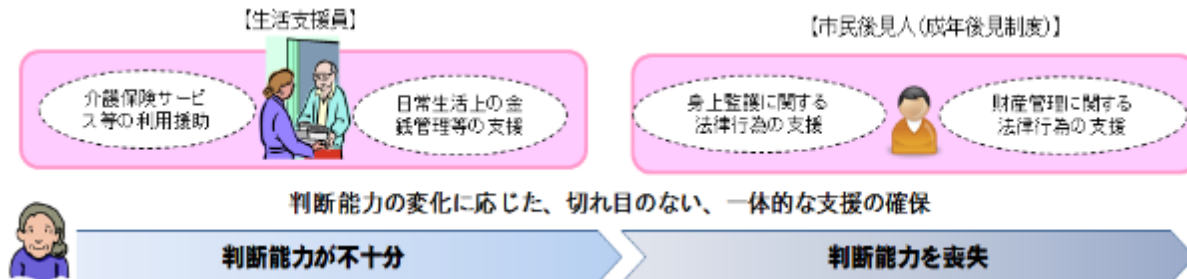 【生活支援員】
【市民後見人(成年後見制度)】
介護保険サービ
ス等の利用援助
日常生活上の金
銭管理等の支援
身上監護に関する
法律行為の支援
財産管理に関する
法律行為の支援
判断能力の変化に応じた、切れ目のない、一体的な支援の確保
判断能力が不十分
判断能力を喪失